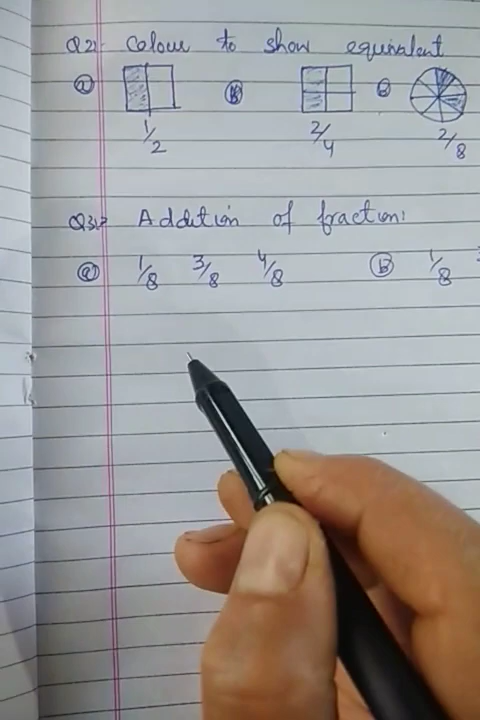 Q2) Colour to show equivalent
(a) (B) (C)
1/2 2/4 2/8
Q3) Addition of fraction:
(a) 1/8 3/8 4/8 (B) 1/8